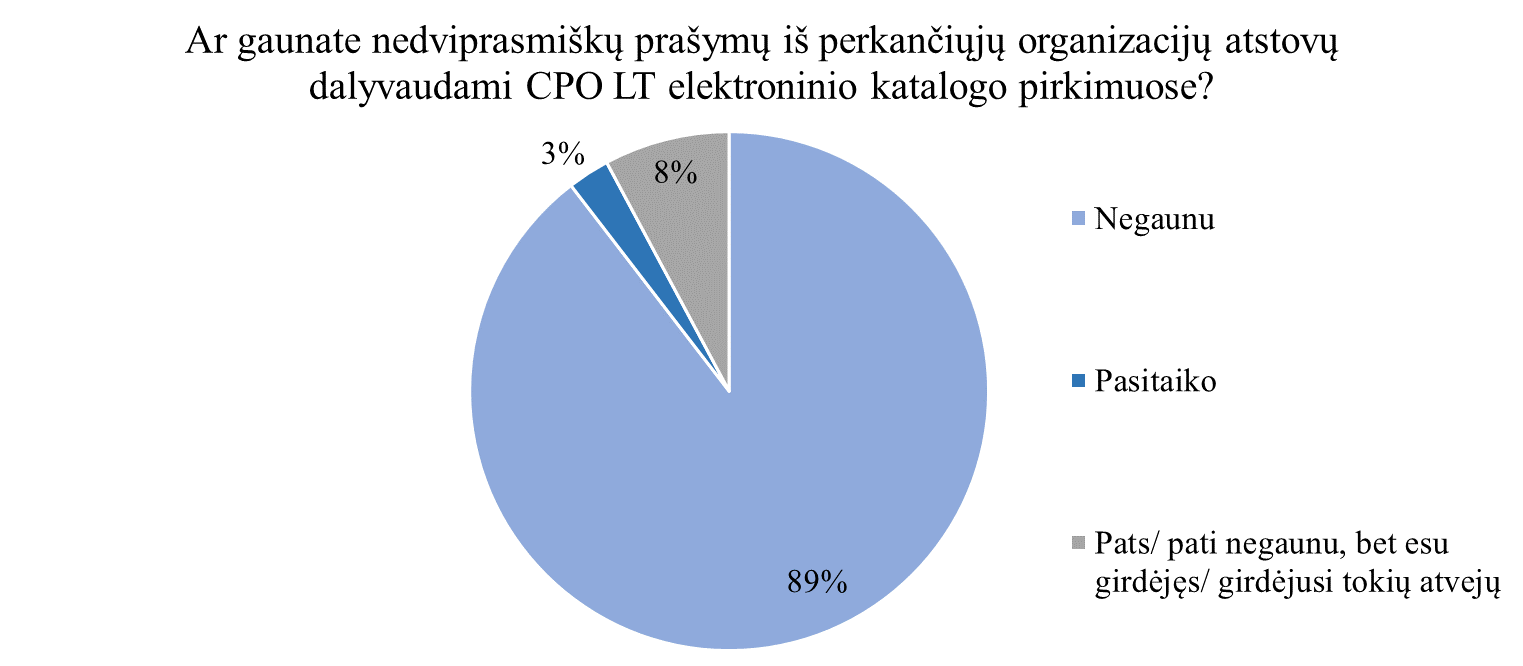 Ar gaunate nedviprasmiškų prašymų iš perkančiųjų organizacijų atstovų
dalyvaudami CPO LT elektroninio katalogo pirkimuose?
3%
8%
89%
Negaunu
Pasitaiko
Pats/ pati negaunu, bet esu
girdėjęs/ girdėjusi tokių atvejų